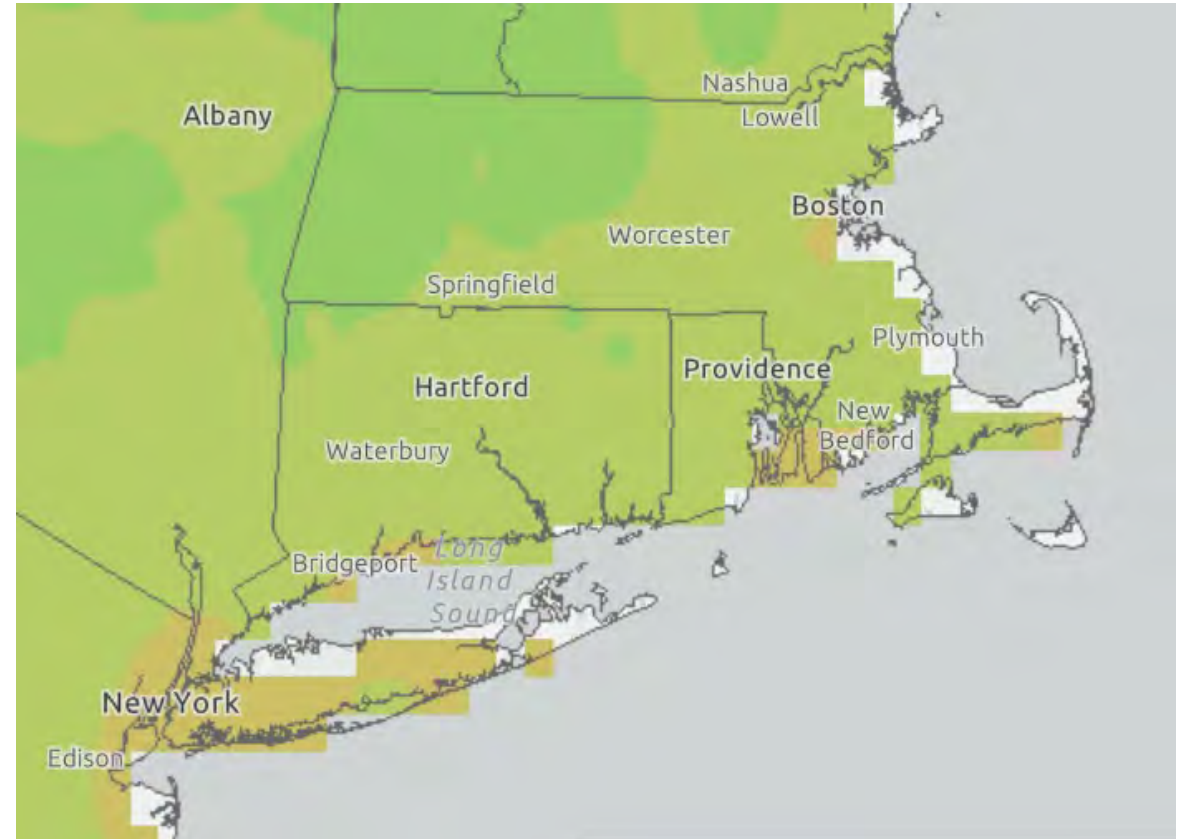 Nashua
Albany
Lowell
Boston
Worcester
Springfield
Plymouth
Providence
Hartford
New
Bedford
Waterbury
Long
Island
Sound
Bridgeport
New York
Edison